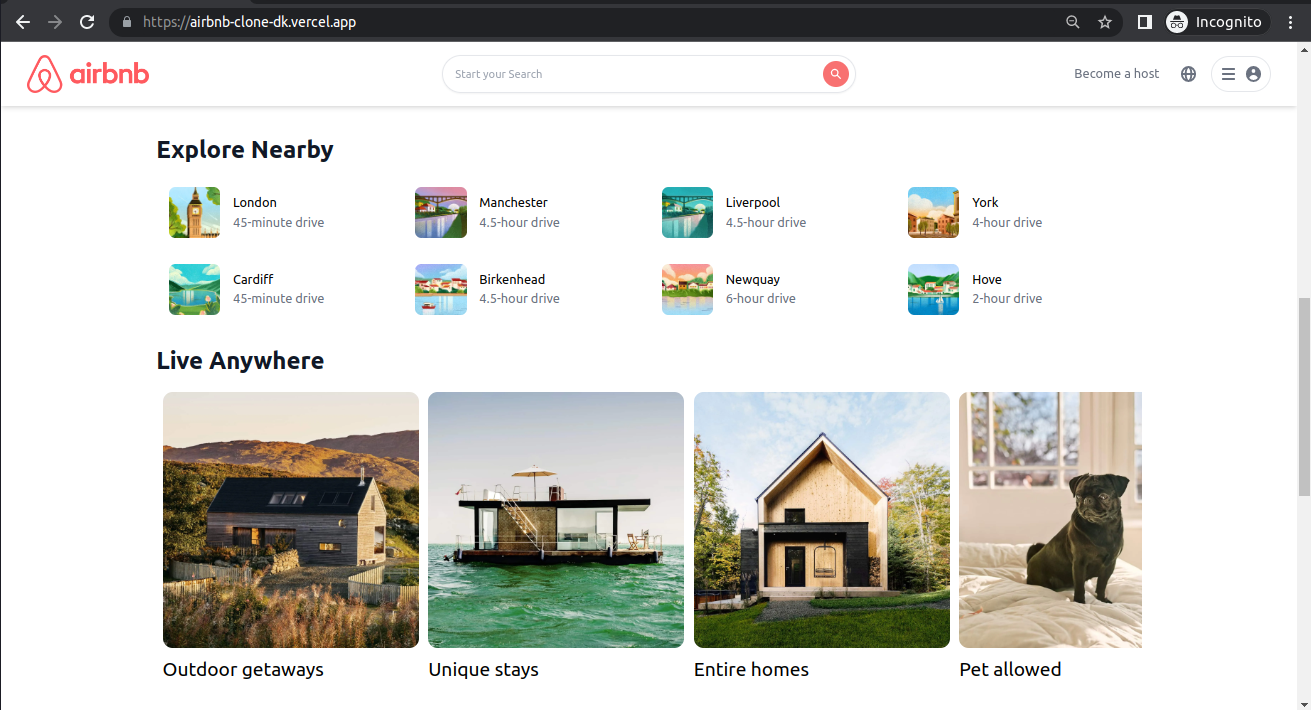 https://airbnb-clone-dk.vercel.app
Incognito
airbnb
Start your Search
Become a host
Explore Nearby
London
45-minute drive
Manchester
4.5-hour drive
Liverpool
4.5-hour drive
York
4-hour drive
Cardiff
45-minute drive
Birkenhead
4.5-hour drive
Newquay
6-hour drive
Hove
2-hour drive
Live Anywhere
Outdoor getaways
Unique stays
Entire homes
Pet allowed